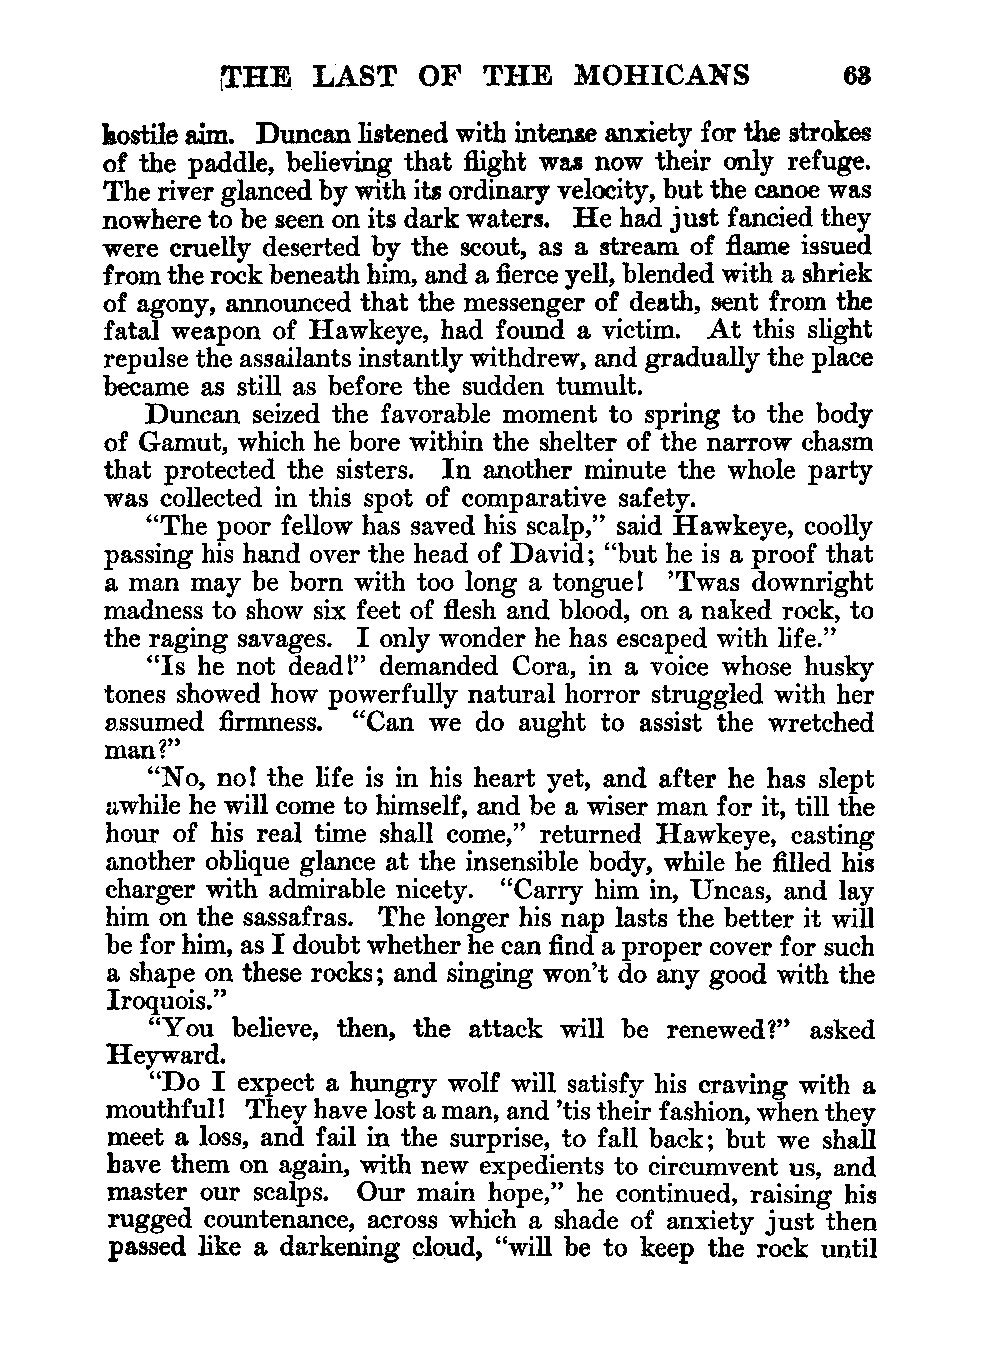 THE LAST OF THE MOHICANS 63
hostile aim. Duncan listened with intense anxiety for the strokes
of the paddle, believing that flight was now their only refuge.
The river glanced by with its ordinary velocity, but the canoe was
nowhere to be seen on its dark waters. He had just fancied they
were cruelly deserted by the scout, as a stream of flame issued
from the rock beneath him, and a fierce yell, blended with a shriek
of agony, announced that the messenger of death, sent from the
fatal weapon of Hawkeye, had found a victim. At this slight
repulse the assailants instantly withdrew, and gradually the place
became as still as before the sudden tumult.
Duncan seized the favorable moment to spring to the body
of Gamut, which he bore within the shelter of the narrow chasm
that protected the sisters. In another minute the whole party
was collected in this spot of comparative safety.
“The poor fellow has saved his scalp,” said Hawkeye, coolly
passing his hand over the head of David; “but he is a proof that
a man may be born with too long a tongue! ’Twas downright
madness to show six feet of flesh and blood, on a naked rock, to
the raging savages. I only wonder he has escaped with life.”
“Is he not dead!” demanded Cora, in a voice whose husky
tones showed how powerfully natural horror struggled with her
assumed firmness. “Can we do aught to assist the wretched
man?”
“No, no! the life is in his heart yet, and after he has slept
awhile he will come to himself, and be a wiser man for it, till the
hour of his real time shall come,” returned Hawkeye, casting
another oblique glance at the insensible body, while he filled his
charger with admirable nicety. “Carry him in, Uncas, and lay
him on the sassafras. The longer his nap lasts the better it will
be for him, as I doubt whether he can find a proper cover for such
a shape on these rocks; and singing won’t do any good with the
Iroquois.”
“You believe, then, the attack will be renewed?” asked
Heyward.
“Do I expect a hungry wolf will satisfy his craving with a
mouthful! They have lost a man, and ’tis their fashion, when they
meet a loss, and fail in the surprise, to fall back; but we shall
have them on again, with new expedients to circumvent us, and
master our scalps. Our main hope,” he continued, raising his
rugged countenance, across which a shade of anxiety just then
passed like a darkening cloud, “will be to keep the rock until